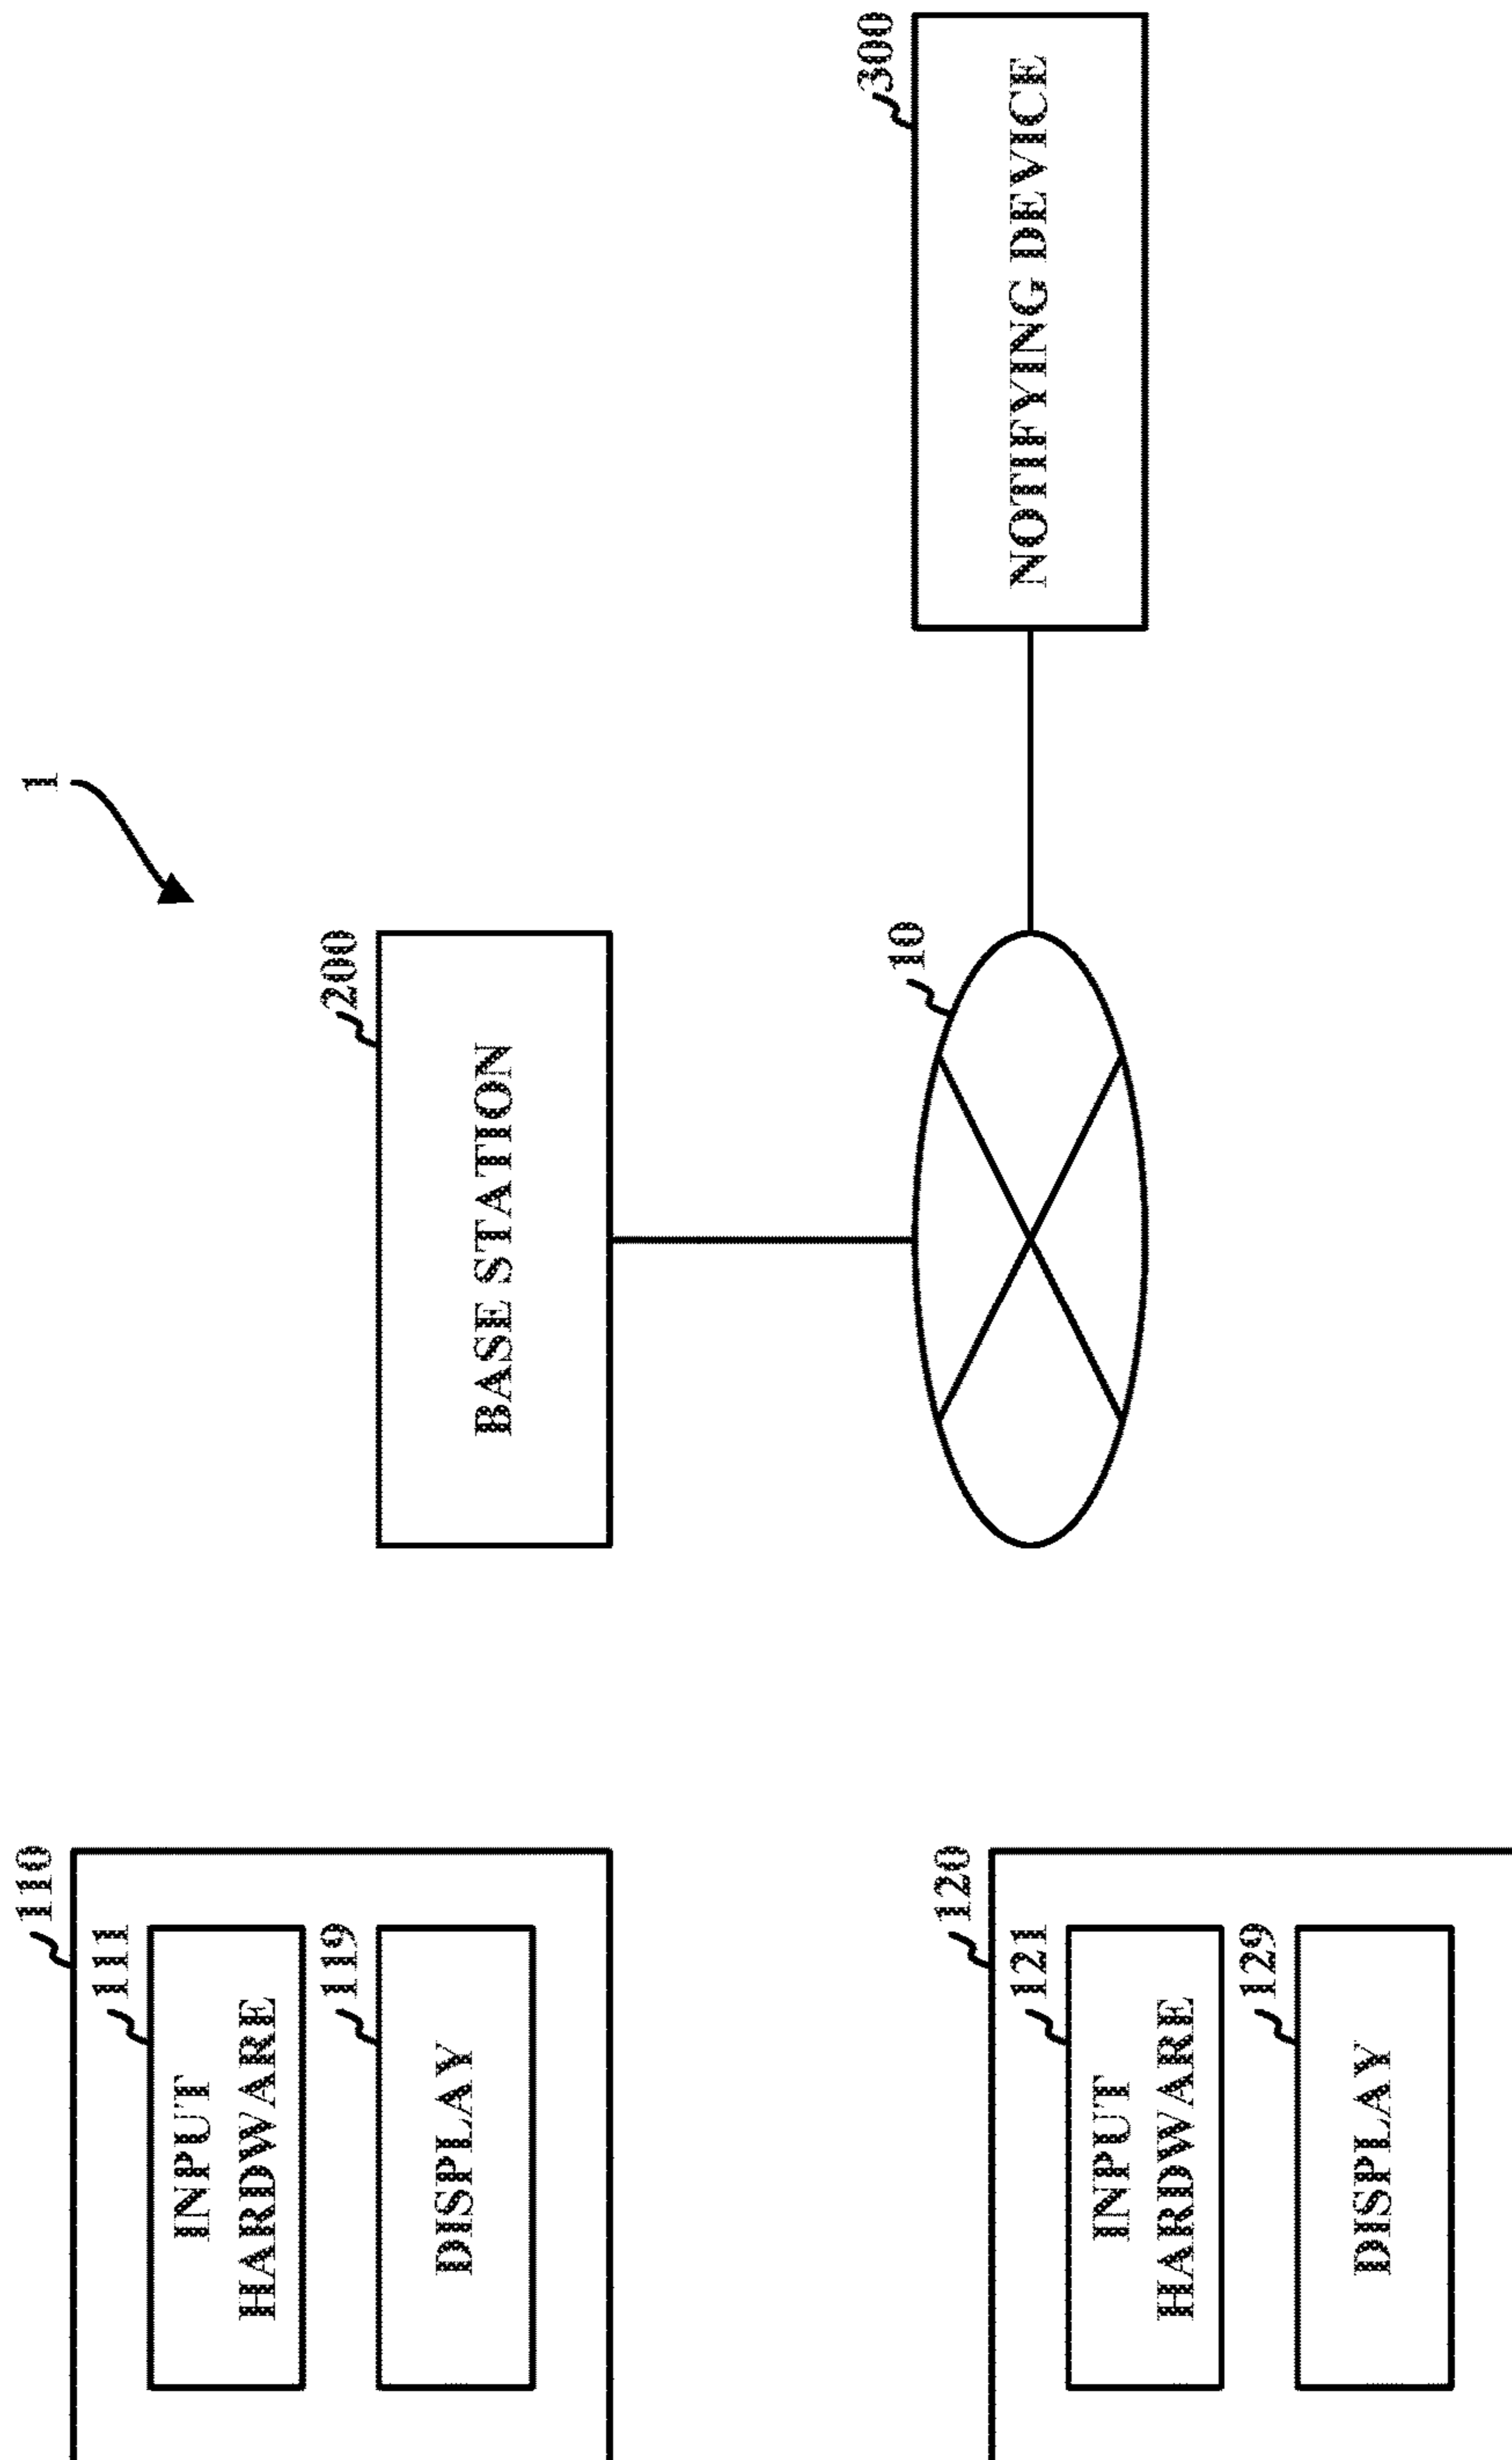 1
110
111
INPUT
HARDWARE
119
DISPLAY
200
BASE STATION
120
121
INPUT
HARDWARE
129
DISPLAY
10
300
NOTIFYING DEVICE